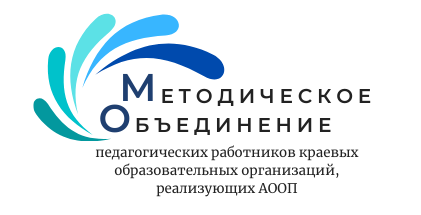 Методическое
Объединение
педагогических работников краевых
образовательных организаций,
реализующих АООП